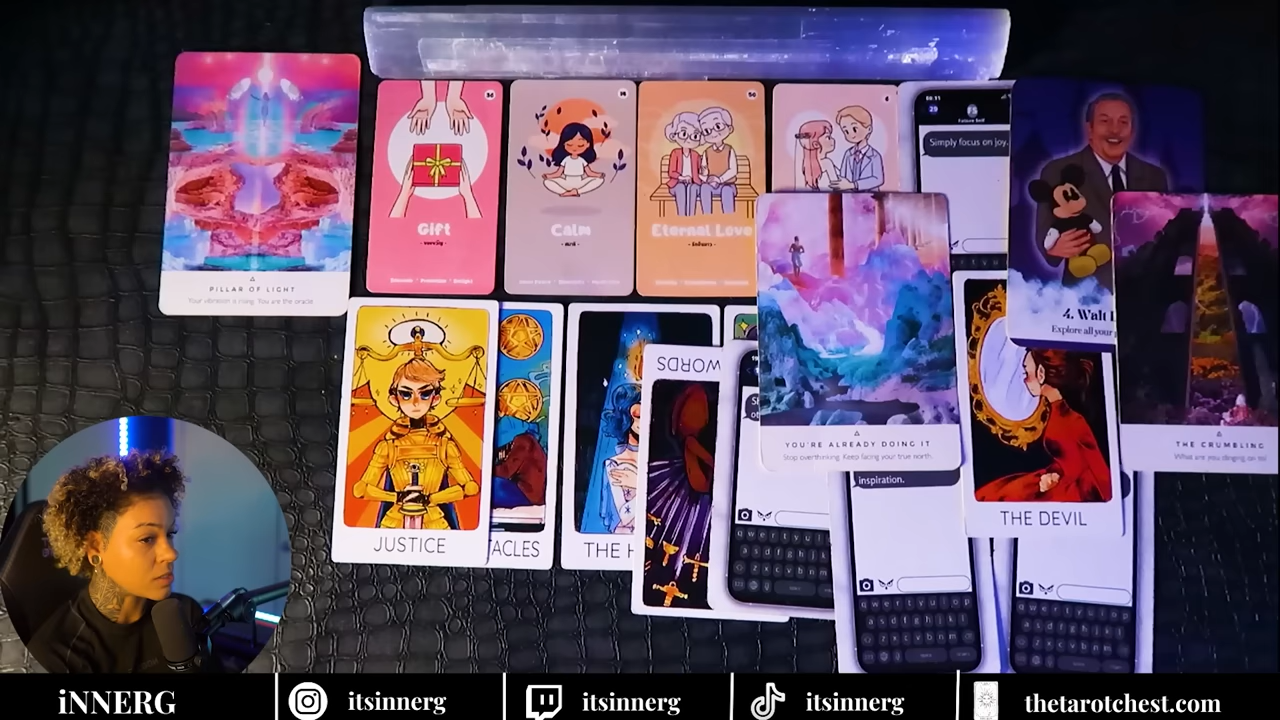 PILLAR OF LIGHT
Your vibration is rising. You are the oracle
Gift
Calm
Eternal Love
Simply focus on joy.
4. Walt
Explore all your
YOU'RE ALREADY DOING IT
Stop overthinking. Keep facing your true north.
THE CRUMBLING
What are you clinging on to
JUSTICE
TACLES
THE H
WORDS
inspiration.
THE DEVIL
iNNERG
itsinnerg
itsinnerg
itsinnerg
thetarotchest.com